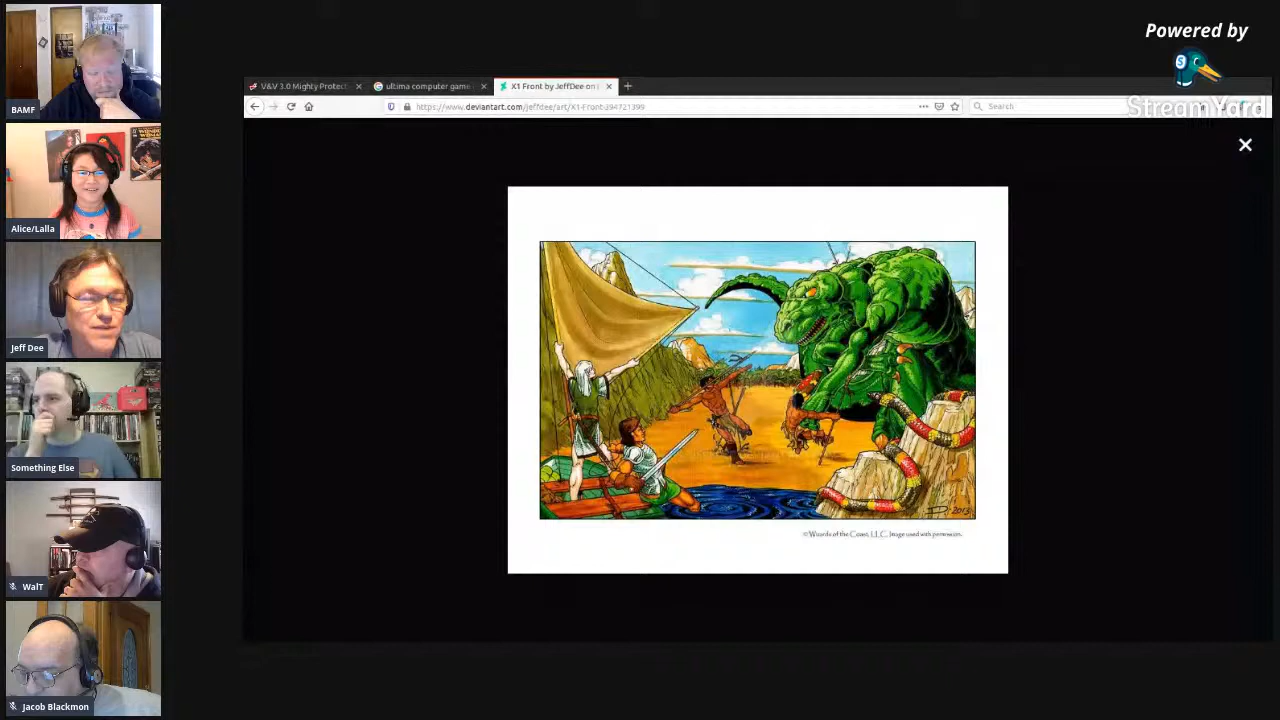 Powered by
StreamYard
BAMF
Alice/Lalla
Jeff Dee
Something Else
WalT
Jacob Blackmon
V&V 3.0 Mighty Protect
ultima computer game
X1 Front by JeffDee on
https://www.deviantart.com/jeffdee/art/X1-Front-394721399
Search
2013
© Wizards of the Coast, LLC. Image used with permission.